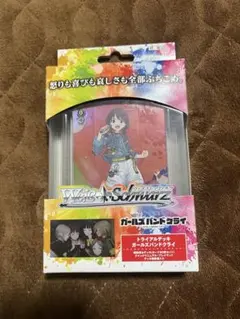 怒りも喜びも哀しさも全部ぶちこめ。
Weiß Schwarz
ガールズバンドクライ
トライアルデッキ
ガールズバンドクライ